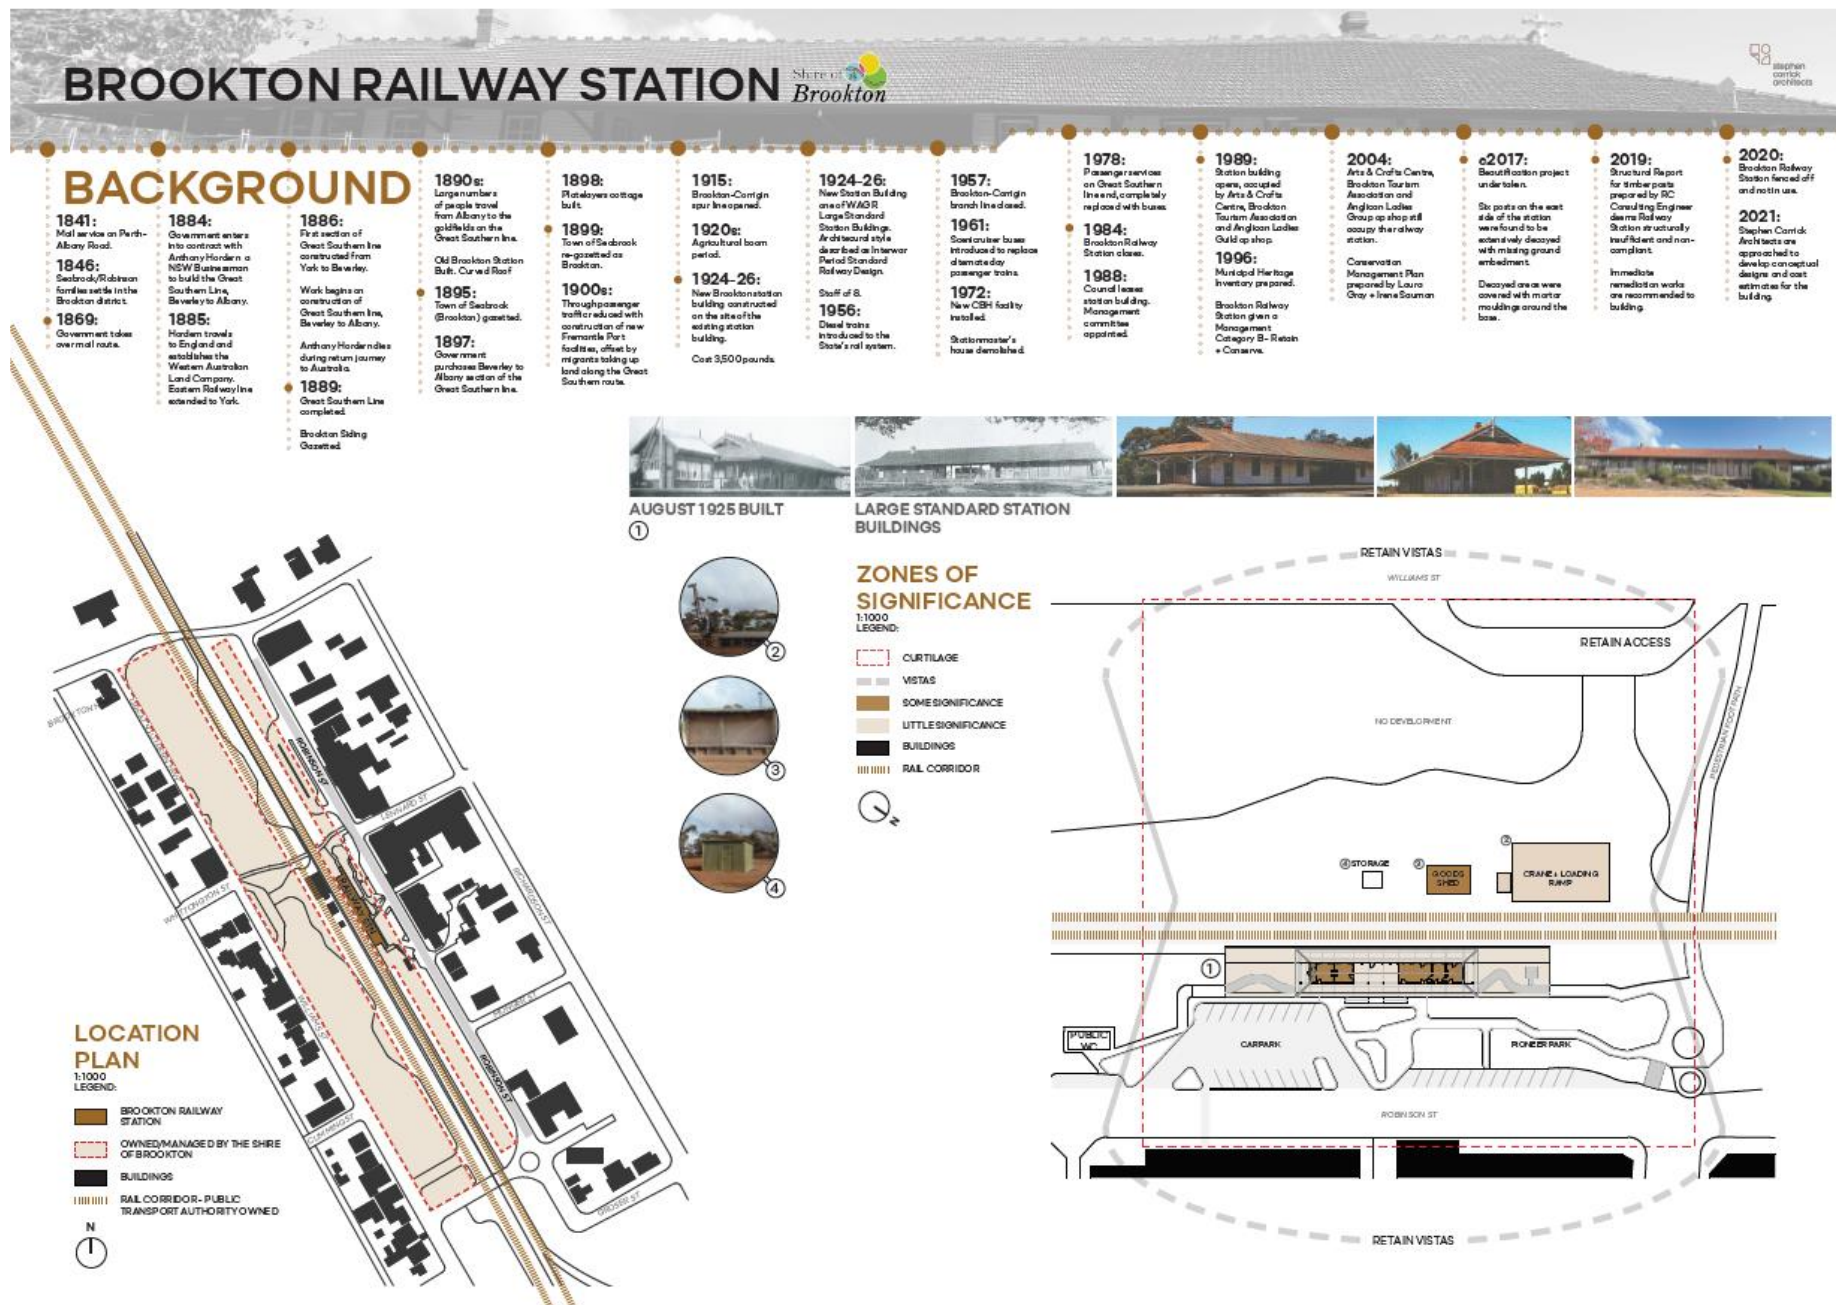 BROOKTON RAILWAY STATION
Shire of
Brookton
stephen
carrick
architects
BACKGROUND
1841:
Mail service on Perth-
Albany Road.
1846:
Seabrook/Robinson
families settle in the
Brookton district.
1869:
Government takes
over mail route.
1884:
Government enters
into contract with
Anthony Hordern a
NSW Businessman
to build the Great
Southern Line,
Beverley to Albany.
1885:
Hordern travels
to England and
establishes the
Western Australian
Land Company.
Eastern Railway line
extended to York.
1886:
First section of
Great Southern line
constructed from
York to Beverley.
Work begins on
construction of
Great Southern line,
Beverley to Albany.
Anthony Horder dies
during return journey
to Australia.
1889:
Great Southern Line
completed.
Brookton Siding
Gazetted.
1890s:
Large numbers
of people travel
from Albany to the
goldfields on the
Great Southern line.
Old Brookton Station
Built. Curved Roof
1895:
Town of Seabrook
(Brookton) gazetted.
1897:
Government
purchases Beverley to
Albany section of the
Great Southern line.
1898:
Platelayers cottage
built.
1899:
Town of Seabrook
re-gazetted as
Brookton.
1900s:
Through passenger
traffic reduced with
construction of new
Fremantle Port
facilities, offset by
migrants taking up
land along the Great
Southern route.
1915:
Brookton-Corrigin
spur line opened.
1920s:
Agricultural boom
period.
1924-26:
New Brookton station
building constructed
on the site of the
existing station
building.
Cost 3,500 pounds.
1924-26:
New Station Building
one of WAGR
Large Standard
Station Buildings.
Architecural style
described as Interwar
Period Standard
Railway Design.
Staff of 8.
1956:
Diesel trains
introduced to the
State's rail system.
1957:
Brookton-Corrigin
branch line closed.
1961:
Scenicruiser buses
introduced to replace
alternate day
passenger trains.
1972:
New CBH facility
installed.
Stationmaster's
house demolished.
1978:
Passenger services
on Great Southern
line end, completely
replaced with buses.
1984:
Brookton Railway
Station closes.
1988:
Council leases
station building.
Management
committee
appointed.
1989:
Station building
opens, occupied
by Arts & Crafts
Centre, Brookton
Tourism Association
and Anglican Ladies
Guild op shop.
1996:
Municipal Heritage
Inventory prepared.
Brookton Railway
Station given a
Management
Category B- Retain
+ Conserve.
2004:
Arts & Crafts Centre,
Brookton Tourism
Association and
Anglican Ladies
Group op shop still
occupy the railway
station.
Conservation
Management Plan
prepared by Laura
Gray + Irene Sauman
c2017:
Beautification project
undertaken.
Six posts on the east
side of the station
were found to be
extensively decayed
with missing ground
embedment.
Decayed areas were
covered with mortar
mouldings around the
base.
2019:
Structural Report
for timber posts
prepared by RC
Consulting Engineer
deems Railway
Station structurally
insufficient and non-
compliant.
Immediate
remediation works
are recommended to
building.
2020:
Brookton Railway
Station fenced off
and not in use.
2021:
Stephen Carrick
Architects are
approached to
develop conceptual
designs and cost
estimates for the
building.
AUGUST 1925 BUILT
1
LARGE STANDARD STATION
BUILDINGS
2
3
4
ZONES OF
SIGNIFICANCE
1:1000
LEGEND:
CURTILAGE
VISTAS
SOME SIGNIFICANCE
LITTLE SIGNIFICANCE
BUILDINGS
RAIL CORRIDOR
N
RETAIN VISTAS
WILLIAMS ST
RETAIN ACCESS
NO DEVELOPMENT
PEDESTRIAN FOOT PATH
4 STORAGE
3
GOODS
SHED
2
CRANE + LOADING
RAMP
1
PUBLIC
WC
CARPARK
PIONEER PARK
ROBINSON ST
RETAIN VISTAS
ROBINSON ST
LENNARD ST
RICHARDSON ST
WHITTINGTON ST
RAILWAY STN
WILLIAMS ST
ROBINSON ST
CUMMING ST
GROSSER ST
LOCATION
PLAN
1:1000
LEGEND:
BROOKTON RAILWAY
STATION
OWNED/MANAGED BY THE SHIRE
OF BROOKTON
BUILDINGS
RAIL CORRIDOR- PUBLIC
TRANSPORT AUTHORITY OWNED
N